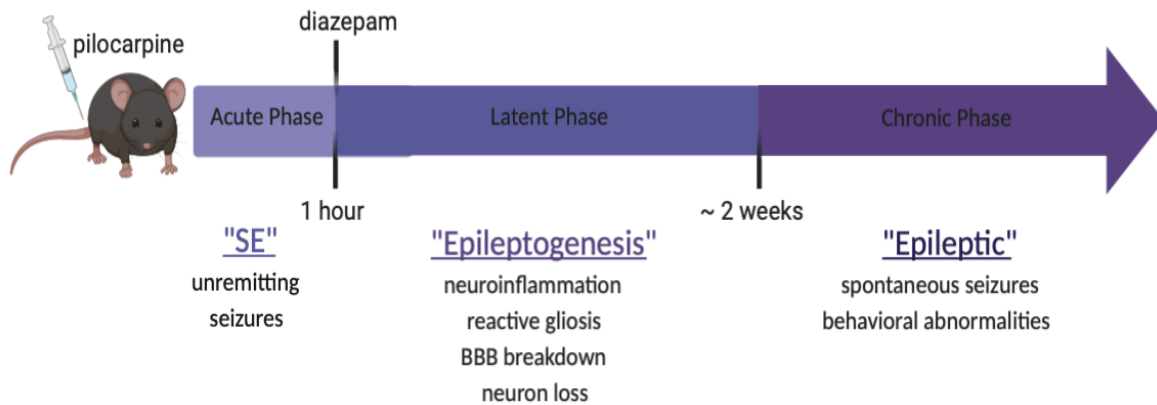 diazepam
pilocarpine
Acute Phase
Latent Phase
Chronic Phase
1 hour
~ 2 weeks
"SE"
unremitting
seizures
"Epileptogenesis"
neuroinflammation
reactive gliosis
BBB breakdown
neuron loss
"Epileptic"
spontaneous seizures
behavioral abnormalities